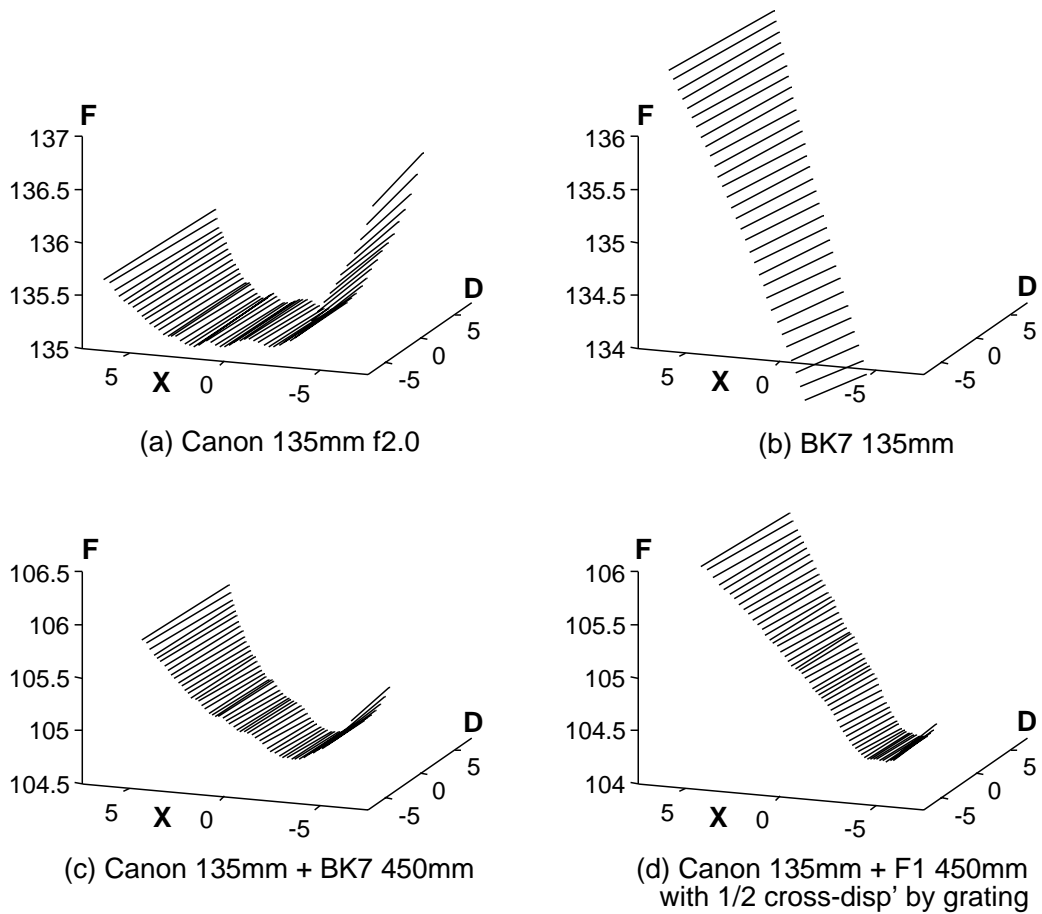 F
137
136.5
136
135.5
135
5
X
0
-5
-5
0
5
D
(a) Canon 135mm f2.0
F
136
135.5
135
134.5
134
5
X
0
-5
-5
0
5
D
(b) BK7 135mm
F
106.5
106
105.5
105
104.5
5
X
0
-5
-5
0
5
D
(c) Canon 135mm + BK7 450mm
F
106
105.5
105
104.5
104
5
X
0
-5
-5
0
5
D
(d) Canon 135mm + F1 450mm
with 1/2 cross-disp' by grating